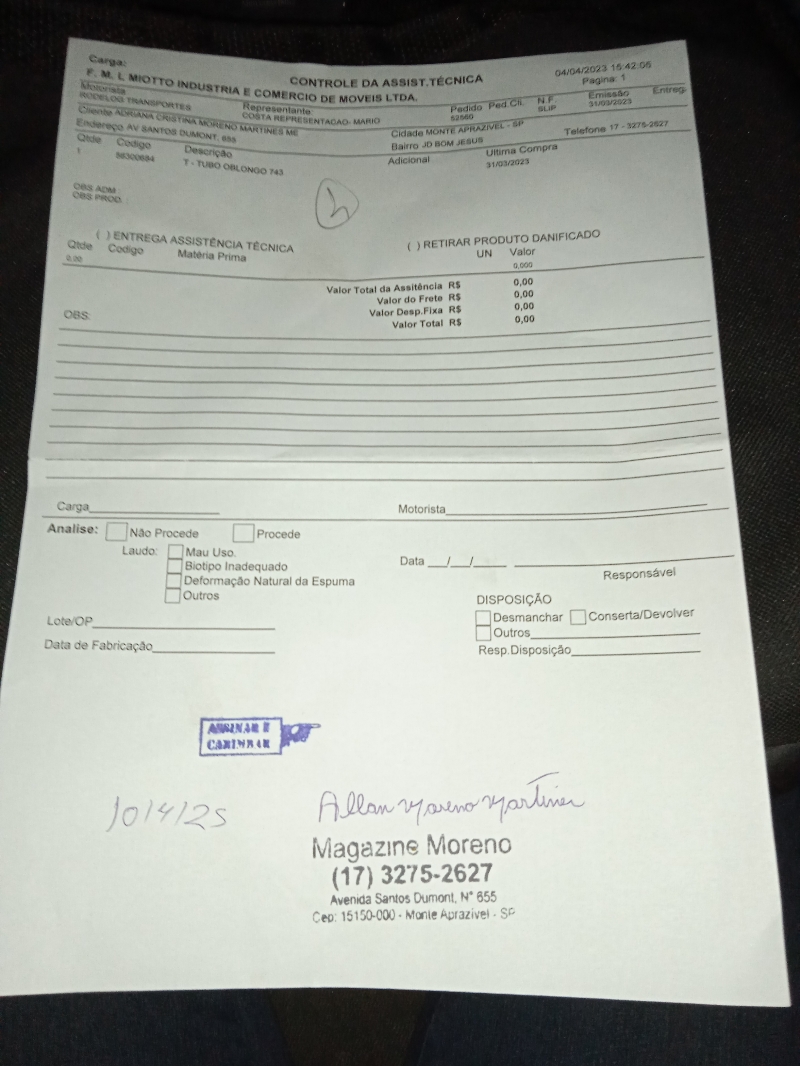 Carga:
CONTROLE DA ASSIST.TÉCNICA
04/04/2023 15:42:06
F. M. I. MIOTTO INDUSTRIA E COMERCIO DE MOVEIS LTDA.
Pagina: 1
Motorista Representante Pedido Ped.Cli. N.F. Emissão Entreg
RODELOG TRANSPORTES COSTA REPRESENTACAO- MARIO 52560 SLIP 31/03/2023
Cliente ADRIANA CRISTINA MORENO MARTINES ME Cidade MONTE APRAZIVEL - SP Telefone 17 - 3275-2627
Endereço AV SANTOS DUMONT, 655 Bairro JD BOM JESUS
Qtde Codigo Descrição Adicional Ultima Compra
1 T - TUBO OBLONGO 743 31/03/2023
OBS ADM
OBS PROD.
( ) ENTREGA ASSISTÊNCIA TÉCNICA ( ) RETIRAR PRODUTO DANIFICADO
Qtde Codigo Matéria Prima UN Valor
0,00 0,000
Valor Total da Assitência R$ 0,00
Valor do Frete R$ 0,00
Valor Desp.Fixa R$ 0,00
Valor Total R$ 0,00
OBS:
Carga Motorista
Analise: Não Procede Procede
Laudo: Mau Uso.
Biotipo Inadequado
Deformação Natural da Espuma
Outros
Data __/__/____
Responsável
DISPOSIÇÃO
Desmanchar Conserta/Devolver
Outros
Resp.Disposição
Lote/OP
Data de Fabricação
ASSINAR E
CARIMBAR
10/4/25
Allan Moreno Martines
Magazine Moreno
(17) 3275-2627
Avenida Santos Dumont, N° 655
Cep: 15150-000 - Monte Aprazivel - SP